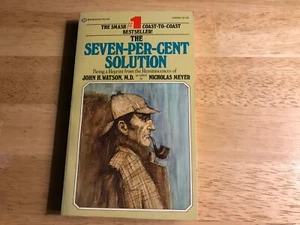 THE SMASH #1 COAST-TO-COAST
BESTSELLER!
THE
SEVEN-PER-CENT
SOLUTION
Being a Reprint from the Reminiscences of
JOHN H. WATSON, M.D.
NICHOLAS MEYER